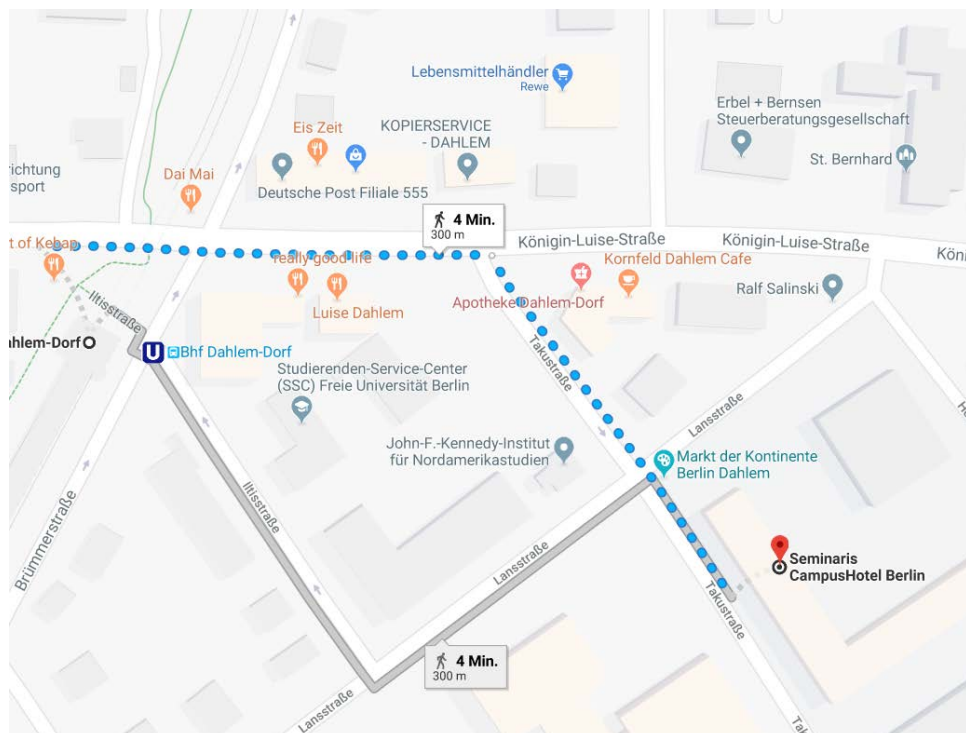 Lebensmittelhändler
Rewe
Erbel + Bernsen
Steuerberatungsgesellschaft
St. Bernhard
Eis Zeit
KOPIERSERVICE
- DAHLEM
richtung
sport
Dai Mai
Deutsche Post Filiale 555
4 Min.
300 m
Königin-Luise-Straße
Königin-Luise-Straße
Köni
t of Kebap
really good life
Kornfeld Dahlem Cafe
Luise Dahlem
Apotheke Dahlem-Dorf
Ralf Salinski
Iltisstraße
ahlem-Dorf
U
Bhf Dahlem-Dorf
Studierenden-Service-Center
(SSC) Freie Universität Berlin
Takustraße
Lansstraße
John-F.-Kennedy-Institut
für Nordamerikastudien
Markt der Kontinente
Berlin Dahlem
Iltisstraße
Brümmerstraße
Lansstraße
Seminaris
CampusHotel Berlin
Takustraße
4 Min.
300 m
Lansstraße
Tak